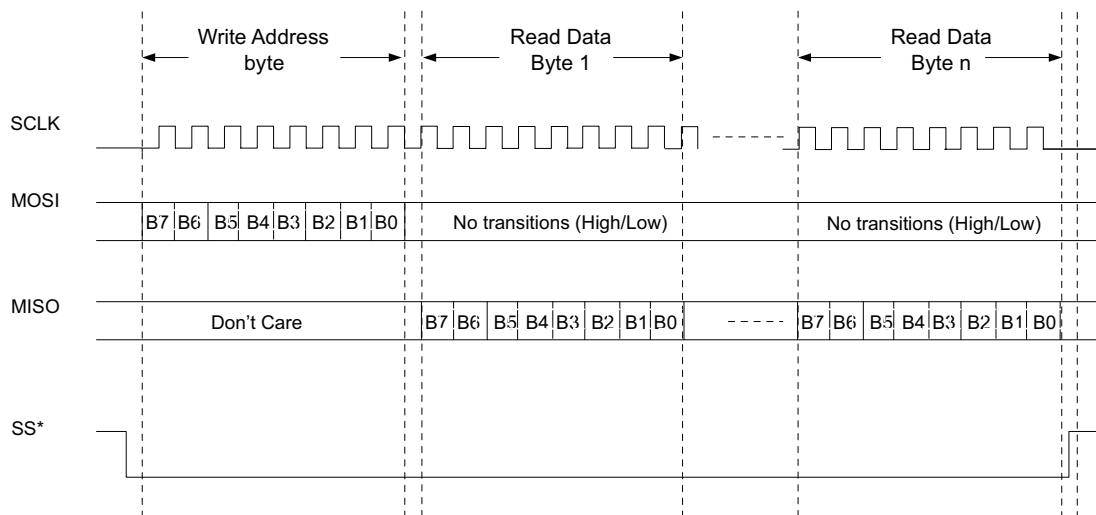 Write Address
byte
Read Data
Byte 1
Read Data
Byte n
SCLK
MOSI
B7 B6 B5 B4 B3 B2 B1 B0
No transitions (High/Low)
No transitions (High/Low)
MISO
Don't Care
B7 B6 B5 B4 B3 B2 B1 B0
B7 B6 B5 B4 B3 B2 B1 B0
SS*